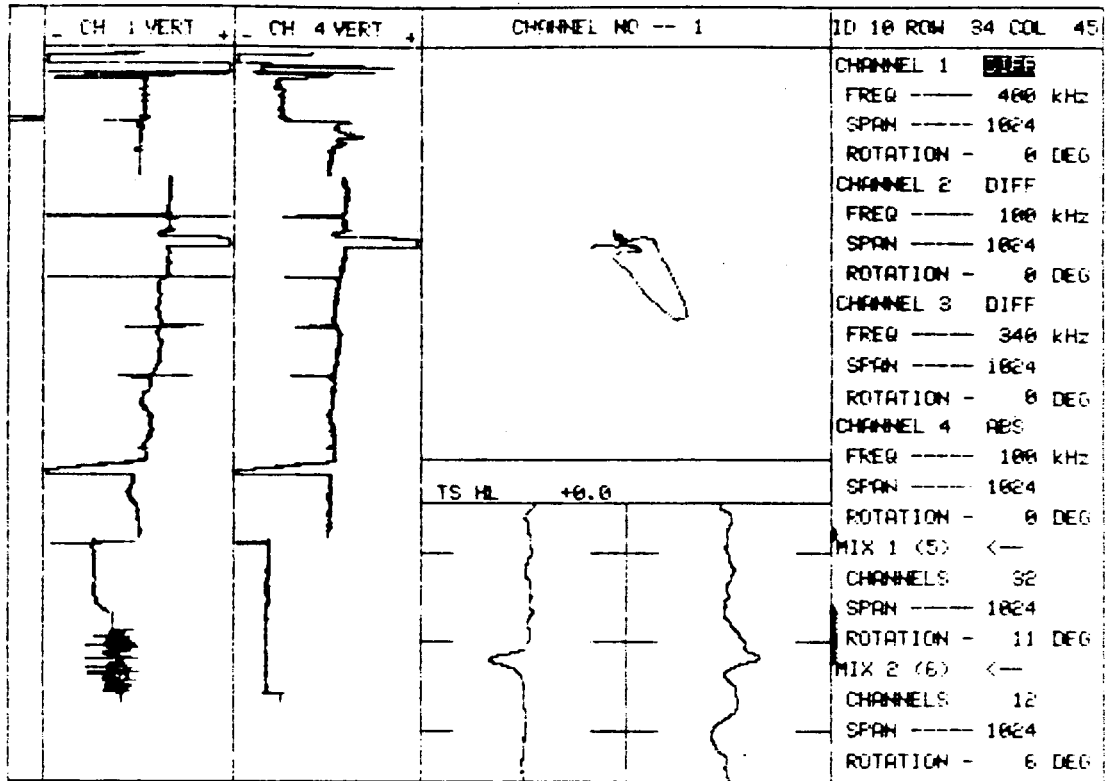 - CH 1 VERT +
- CH 4 VERT +
CHANNEL NO -- 1
TS HL +0.0
ID 10 ROW 34 COL 45
CHANNEL 1 DIFF
FREQ ----- 400 kHz
SPAN ----- 1024
ROTATION - 0 DEG
CHANNEL 2 DIFF
FREQ ----- 100 kHz
SPAN ----- 1024
ROTATION - 0 DEG
CHANNEL 3 DIFF
FREQ ----- 340 kHz
SPAN ----- 1024
ROTATION - 0 DEG
CHANNEL 4 ABS
FREQ ----- 100 kHz
SPAN ----- 1024
ROTATION - 0 DEG
MIX 1 (5) <--
CHANNELS 32
SPAN ----- 1024
ROTATION - 11 DEG
MIX 2 (6) <--
CHANNELS 12
SPAN ----- 1024
ROTATION - 6 DEG